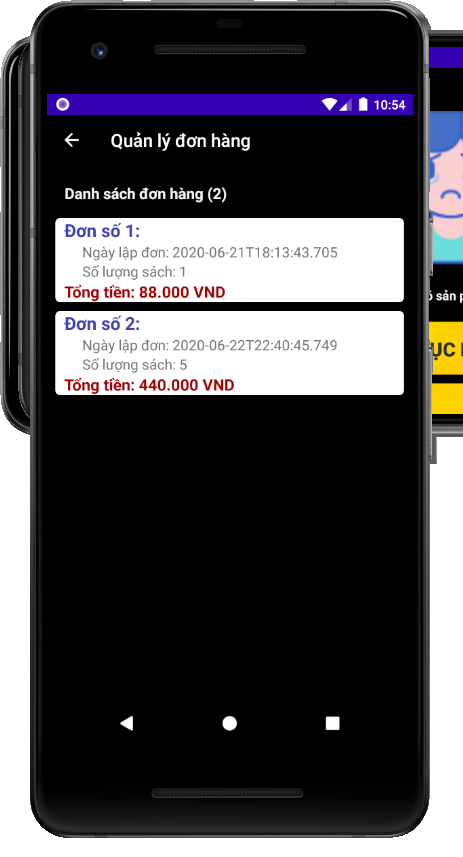 10:54
Quản lý đơn hàng
Danh sách đơn hàng (2)
Đơn số 1:
Ngày lập đơn: 2020-06-21T18:13:43.705
Số lượng sách: 1
Tổng tiền: 88.000 VND
Đơn số 2:
Ngày lập đơn: 2020-06-22T22:40:45.749
Số lượng sách: 5
Tổng tiền: 440.000 VND
sản